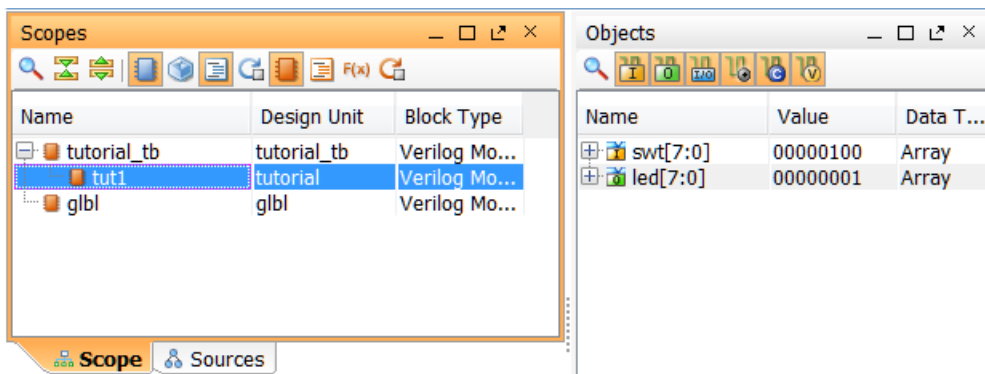 Scopes
F(x)
Name Design Unit Block Type
tutorial_tb tutorial_tb Verilog Mo...
tut1 tutorial Verilog Mo...
glbl glbl Verilog Mo...
Scope Sources
Objects
I O I/O C V
Name Value Data T...
swt[7:0] 00000100 Array
led[7:0] 00000001 Array